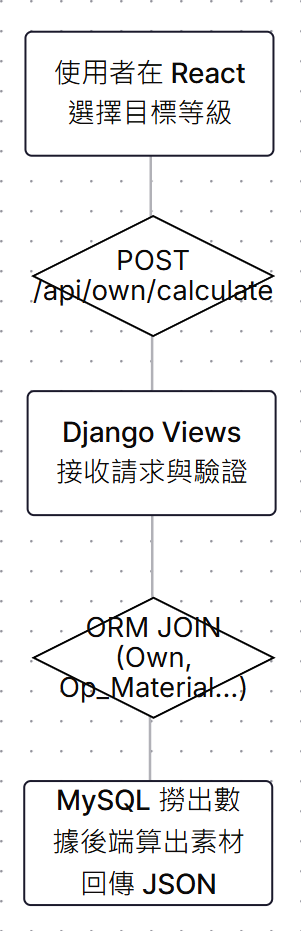 使用者在 React
選擇目標等級
POST
/api/own/calculate
Django Views
接收請求與驗證
ORM JOIN
(Own,
Op_Material...)
MySQL 撈出數
據後端算出素材
回傳 JSON